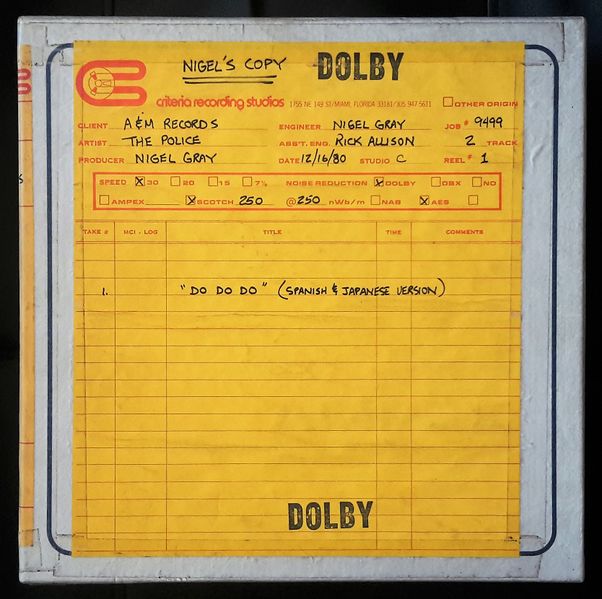 NIGEL'S COPY DOLBY
criteria recording studios 1755 NE 149 ST/MIAMI, FLORIDA 33181/305 947-5611 OTHER ORIGIN
CLIENT A&M RECORDS ENGINEER NIGEL GRAY JOB # 9499
ARTIST THE POLICE ASS'T. ENG. RICK ALLISON 2 TRACK
PRODUCER NIGEL GRAY DATE 12/16/80 STUDIO C REEL # 1
SPEED X 30 20 15 7½ NOISE REDUCTION X DOLBY DBX NO
AMPEX X SCOTCH 250 @ 250 nWb/m NAB X AES
TAKE # MCI - LOG TITLE TIME COMMENTS
1. "DO DO DO" (SPANISH & JAPANESE VERSION)
DOLBY